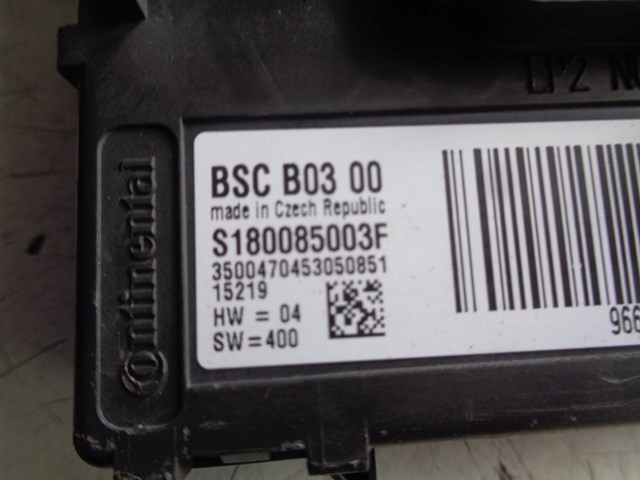 BSC B03 00
made in Czech Republic
S180085003F
3500470453050851
15219
HW = 04
SW=400
966
Continental